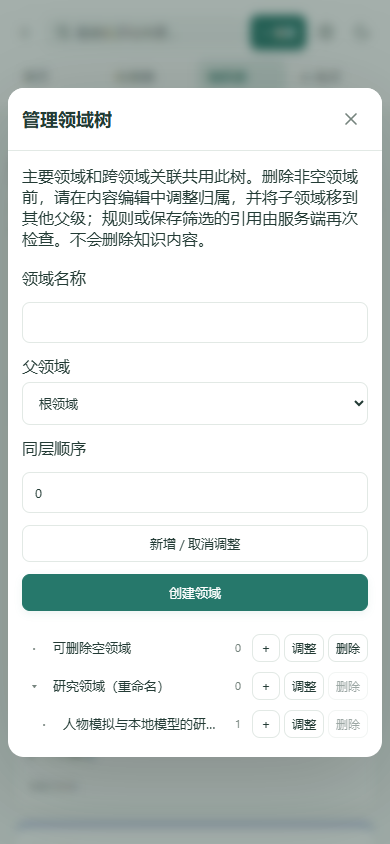 管理领域树
主要领域和跨领域关联共用此树。删除非空领域
前，请在内容编辑中调整归属，并将子领域移到
其他父级；规则或保存筛选的引用由服务端再次
检查。不会删除知识内容。
领域名称
父领域
根领域
同层顺序
0
新增 / 取消调整
创建领域
可删除空领域 0 + 调整 删除
研究领域（重命名） 0 + 调整 删除
人物模拟与本地模型的研... 1 + 调整 删除